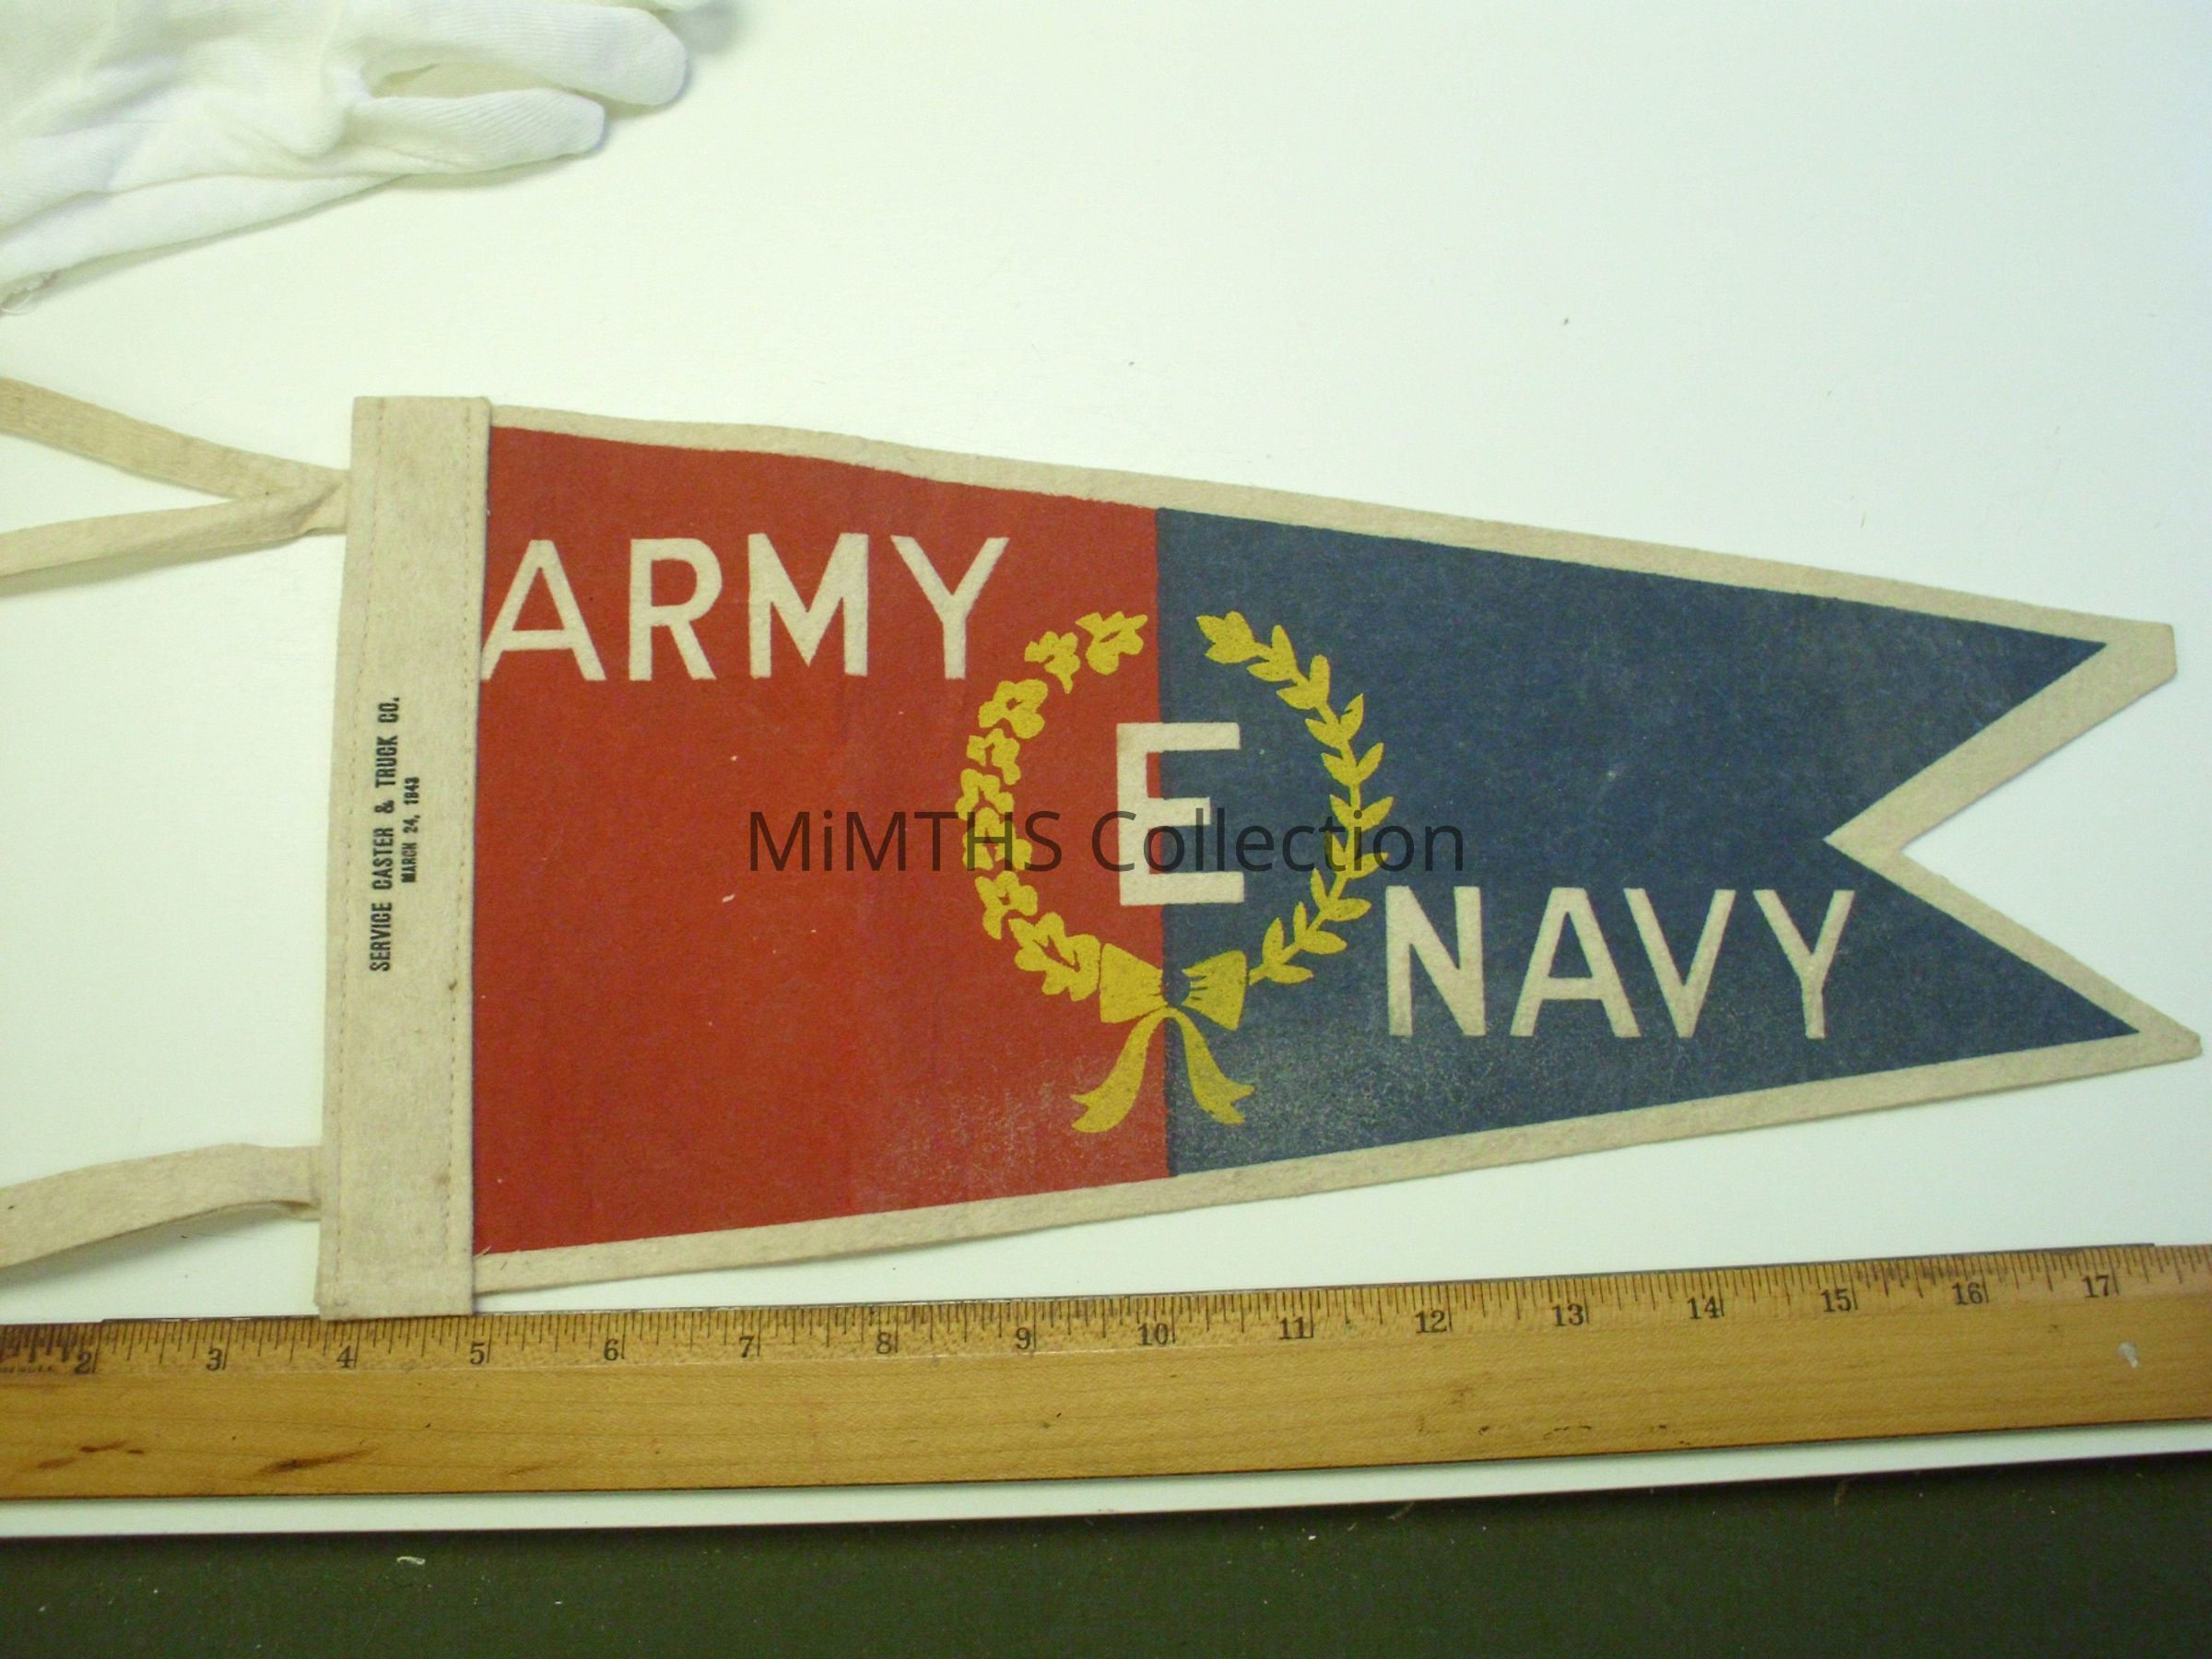 ARMY
E
NAVY
SERVICE CASTER & TRUCK CO.
MARCH 24, 1943
MiMTHS Collection
2 3 4 5 6 7 8 9 10 11 12 13 14 15 16 17